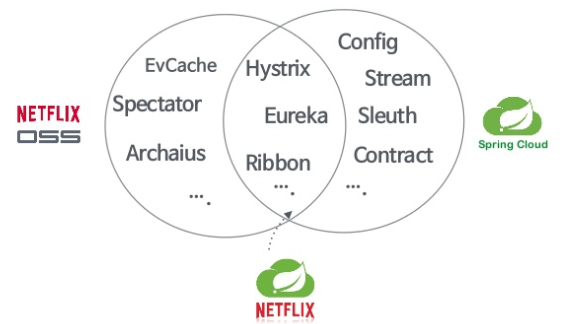 NETFLIX
OSS
EvCache
Spectator
Archaius
... .
Hystrix
Eureka
Ribbon
... .
Config
Stream
Sleuth
Contract
... .
Spring Cloud
NETFLIX